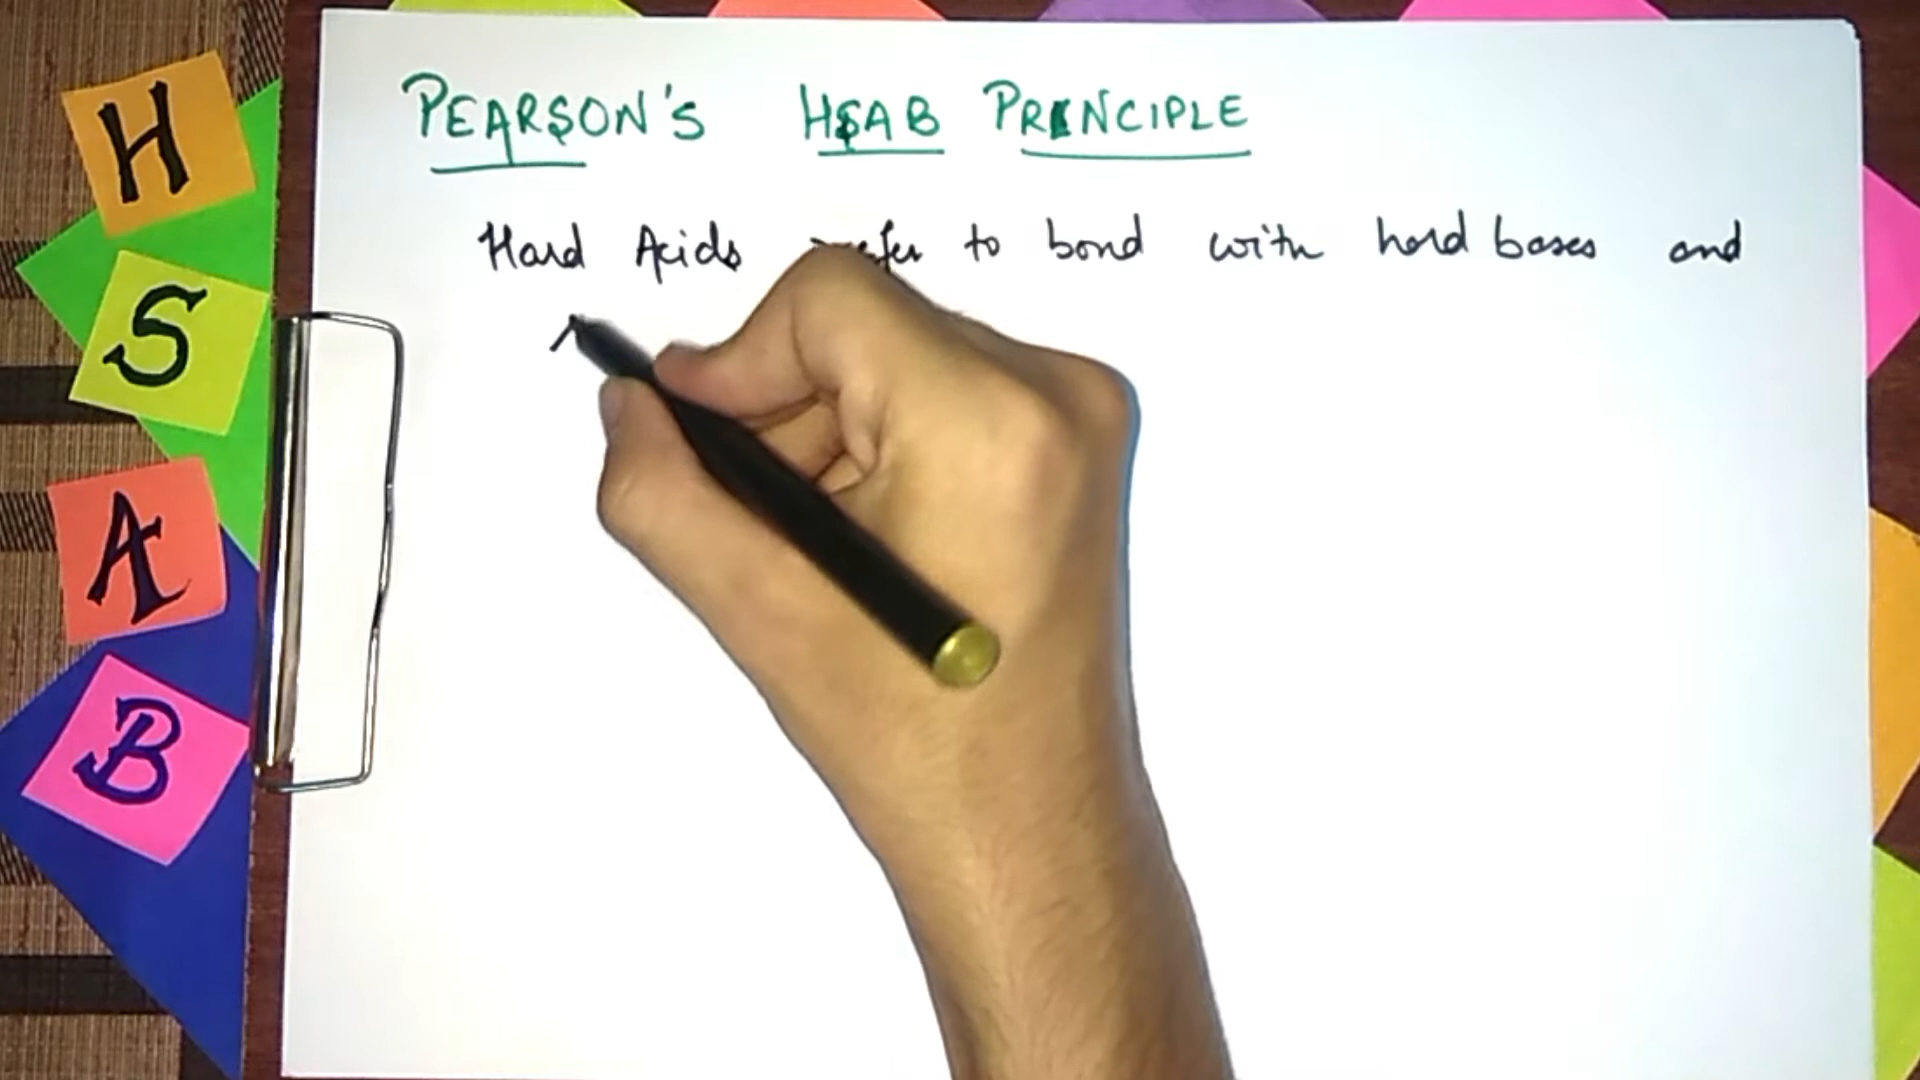 H
S
A
B
PEARSON'S HSAB PRINCIPLE
Hard Acids to bond with hard bases and